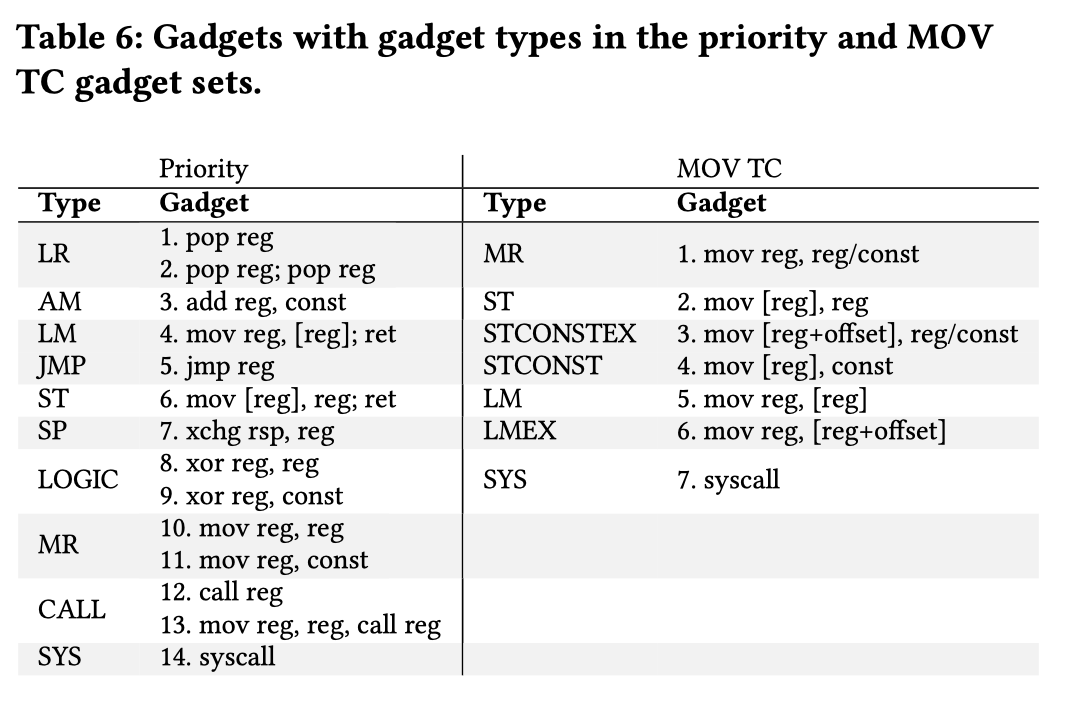 Table 6: Gadgets with gadget types in the priority and MOV
TC gadget sets.
Priority MOV TC
Type Gadget Type Gadget
LR 1. pop reg MR 1. mov reg, reg/const
2. pop reg; pop reg
AM 3. add reg, const ST 2. mov [reg], reg
LM 4. mov reg, [reg]; ret STCONSTEX 3. mov [reg+offset], reg/const
JMP 5. jmp reg STCONST 4. mov [reg], const
ST 6. mov [reg], reg; ret LM 5. mov reg, [reg]
SP 7. xchg rsp, reg LMEX 6. mov reg, [reg+offset]
LOGIC 8. xor reg, reg SYS 7. syscall
9. xor reg, const
MR 10. mov reg, reg
11. mov reg, const
CALL 12. call reg
13. mov reg, reg, call reg
SYS 14. syscall